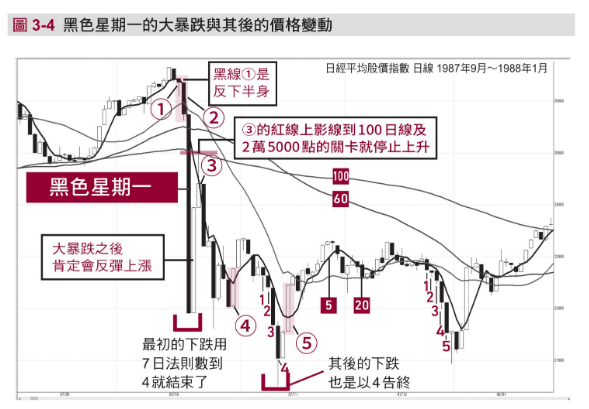 圖 3-4 黑色星期一的大暴跌與其後的價格變動
日經平均股價指數 日線 1987年9月～1988年1月
黑線①是
反下半身
①
②
③的紅線上影線到100日線及
2萬5000點的關卡就停止上升
③
黑色星期一
100
60
大暴跌之後
肯定會反彈上漲
1
2
3
4
5
20
1
2
3
4
5
④
⑤
最初的下跌用
7日法則數到
4就結束了
其後的下跌
也是以4告終